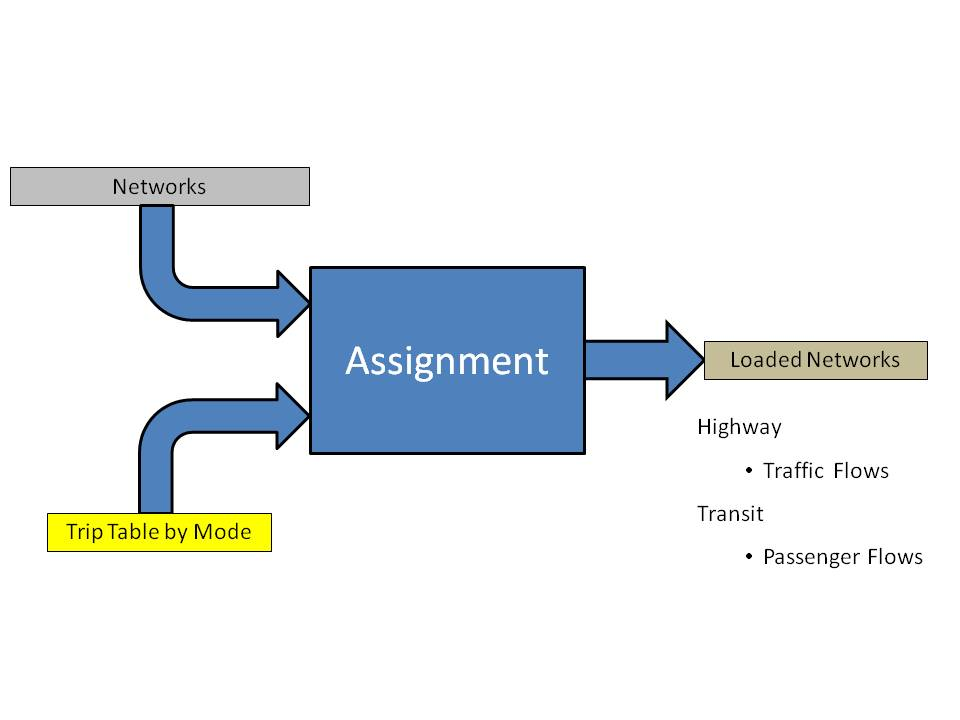 Networks
Assignment
Loaded Networks
Highway
• Traffic Flows
Transit
• Passenger Flows
Trip Table by Mode